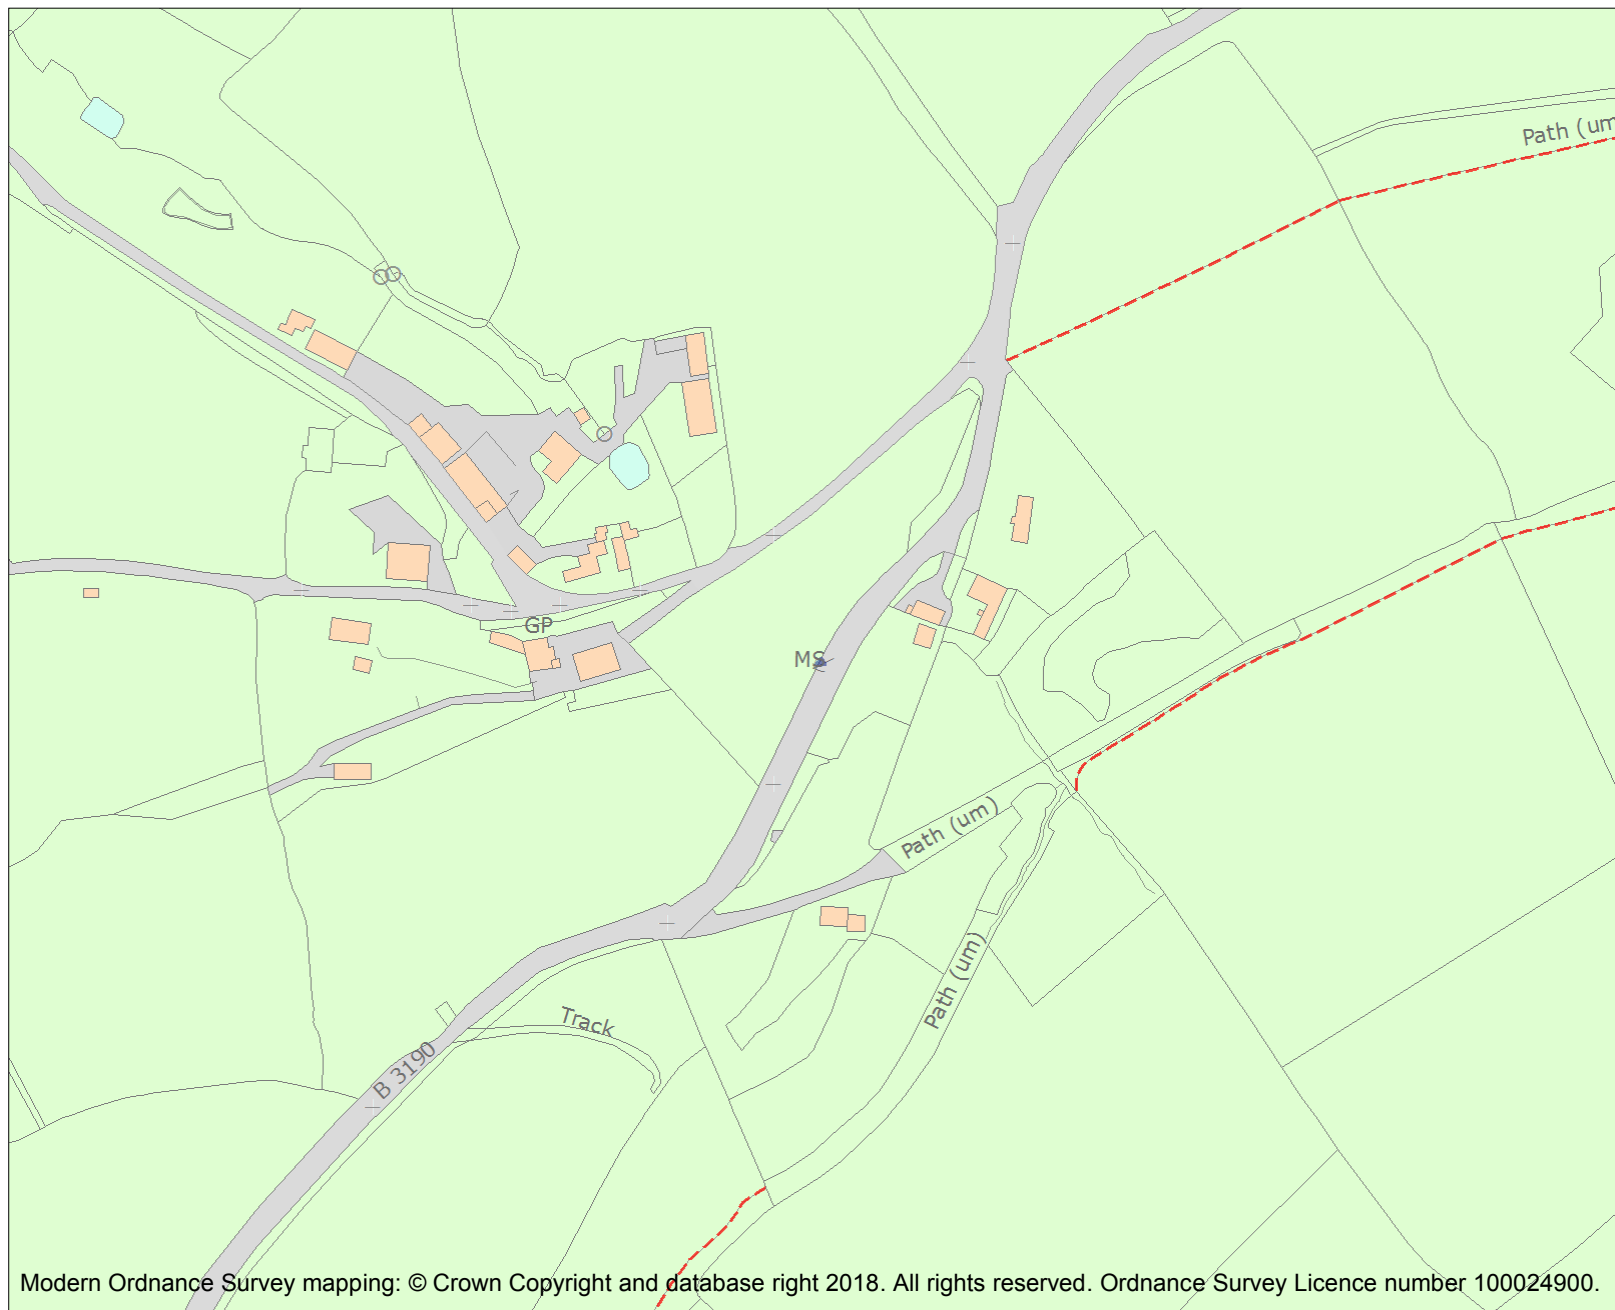 Path (um
GP
MS
Path (um)
Path (um)
Track
B 3190
Modern Ordnance Survey mapping: © Crown Copyright and database right 2018. All rights reserved. Ordnance Survey Licence number 100024900.